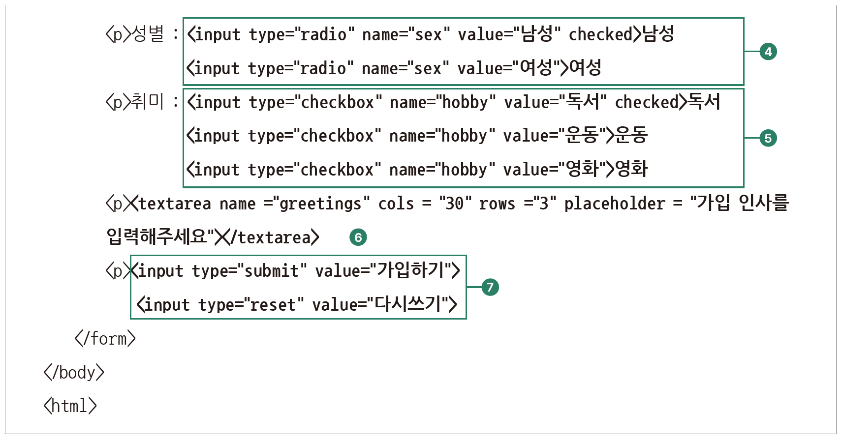 <p>성별 : <input type="radio" name="sex" value="남성" checked>남성
<input type="radio" name="sex" value="여성">여성
4
<p>취미 : <input type="checkbox" name="hobby" value="독서" checked>독서
<input type="checkbox" name="hobby" value="운동">운동
5
<input type="checkbox" name="hobby" value="영화">영화
<p><textarea name ="greetings" cols = "30" rows ="3" placeholder = "가입 인사를
입력해주세요"></textarea> 6
<p><input type="submit" value="가입하기">
7
<input type="reset" value="다시쓰기">
</form>
</body>
<html>